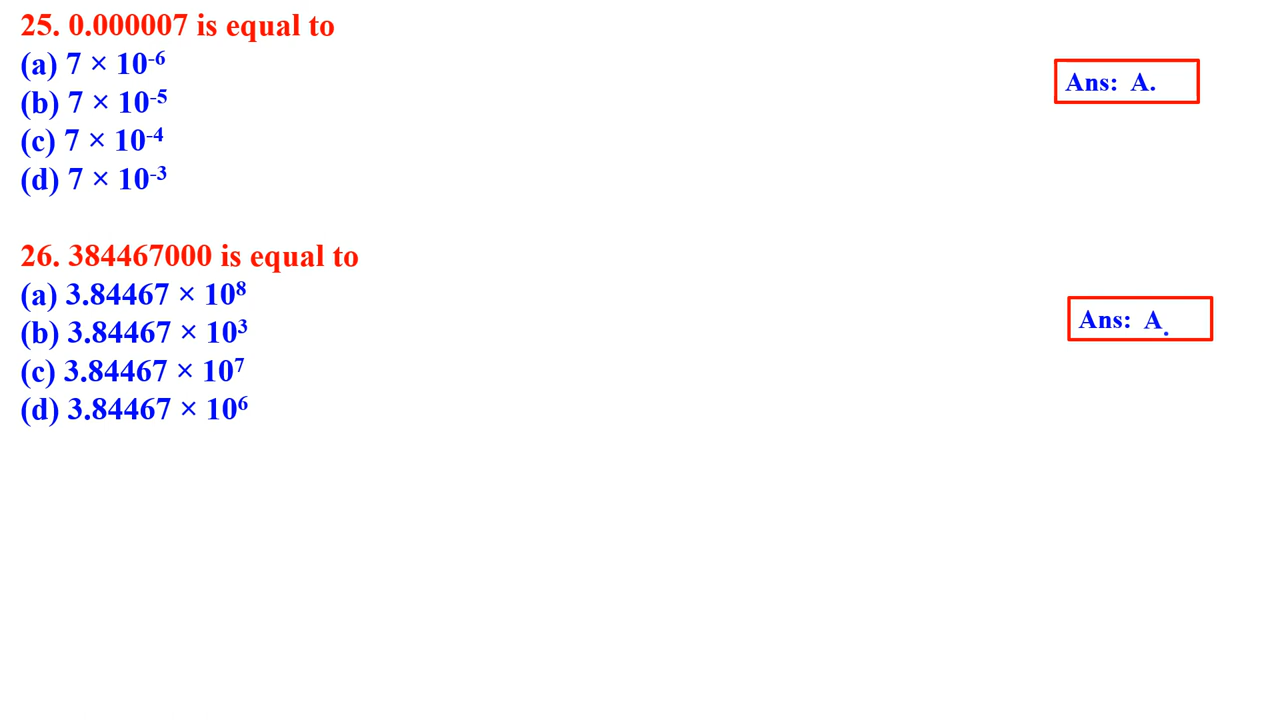 25. 0.000007 is equal to
(a) 7 × 10⁻⁶
(b) 7 × 10⁻⁵
(c) 7 × 10⁻⁴
(d) 7 × 10⁻³
Ans: A.
26. 384467000 is equal to
(a) 3.84467 × 10⁸
(b) 3.84467 × 10³
(c) 3.84467 × 10⁷
(d) 3.84467 × 10⁶
Ans: A.